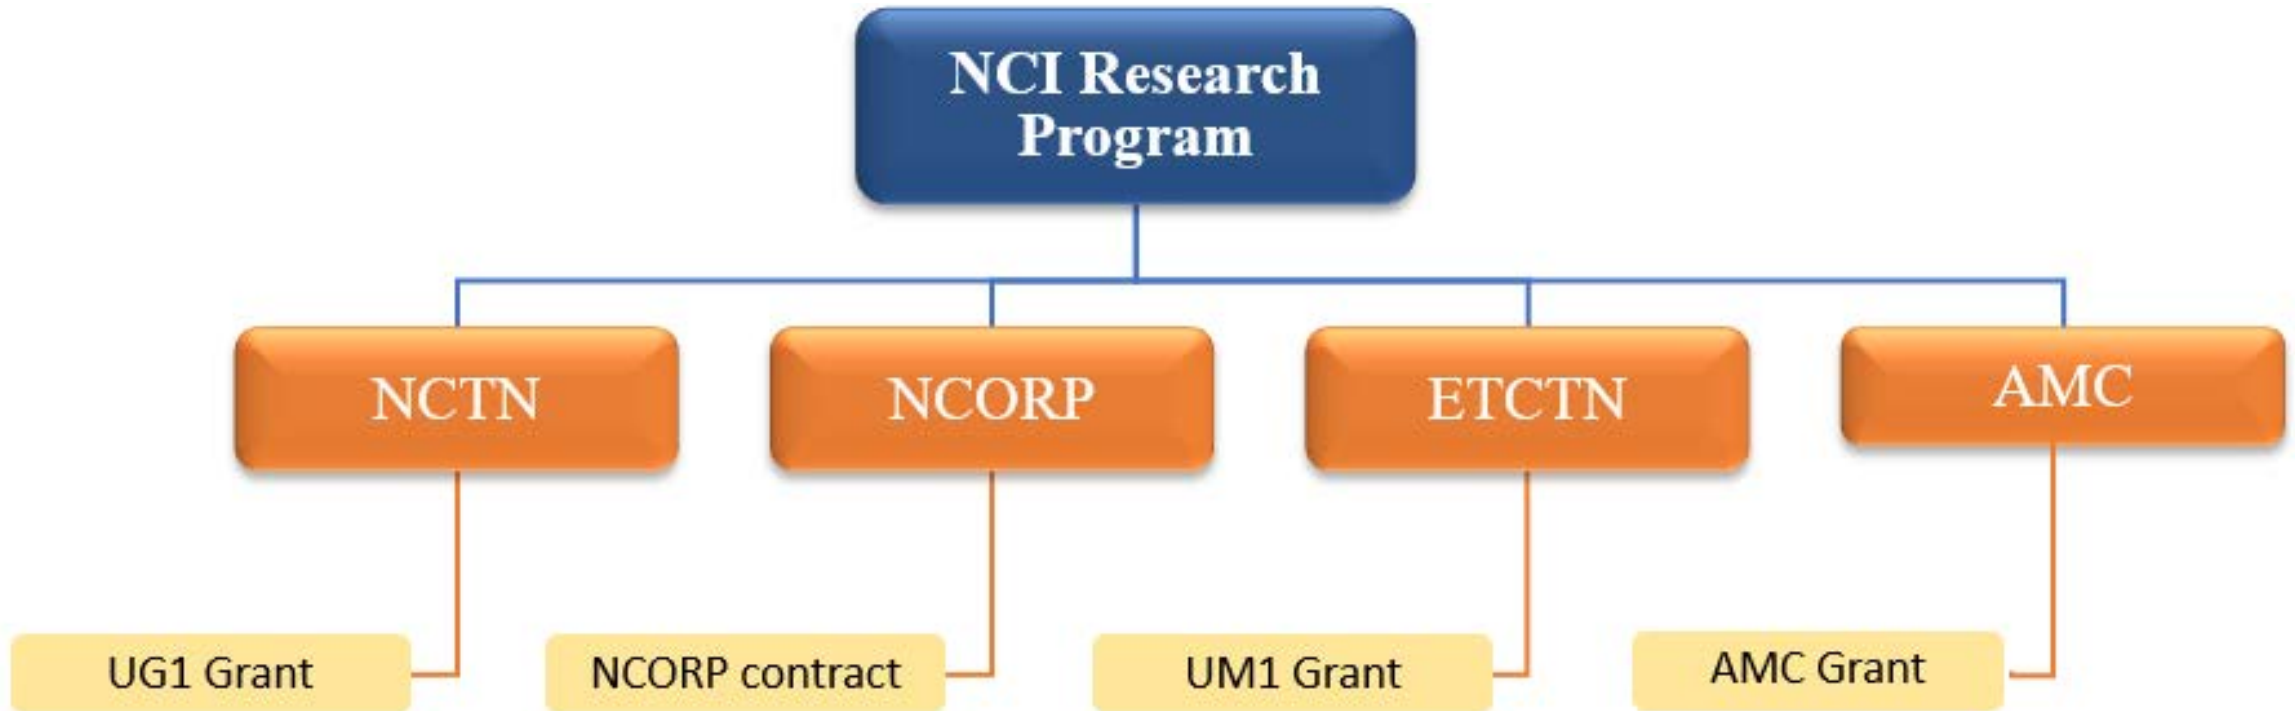 NCI Research
Program
NCTN
NCORP
ETCTN
AMC
UG1 Grant
NCORP contract
UM1 Grant
AMC Grant